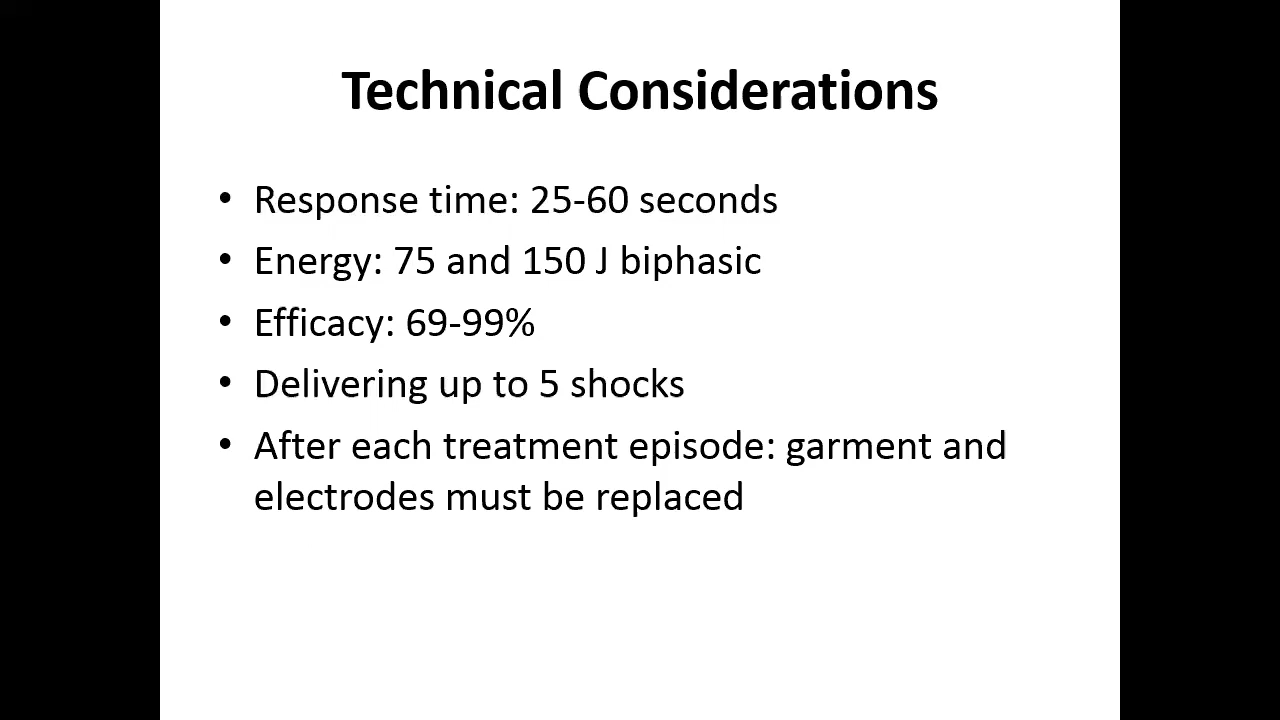 Technical Considerations
• Response time: 25-60 seconds
• Energy: 75 and 150 J biphasic
• Efficacy: 69-99%
• Delivering up to 5 shocks
• After each treatment episode: garment and
electrodes must be replaced